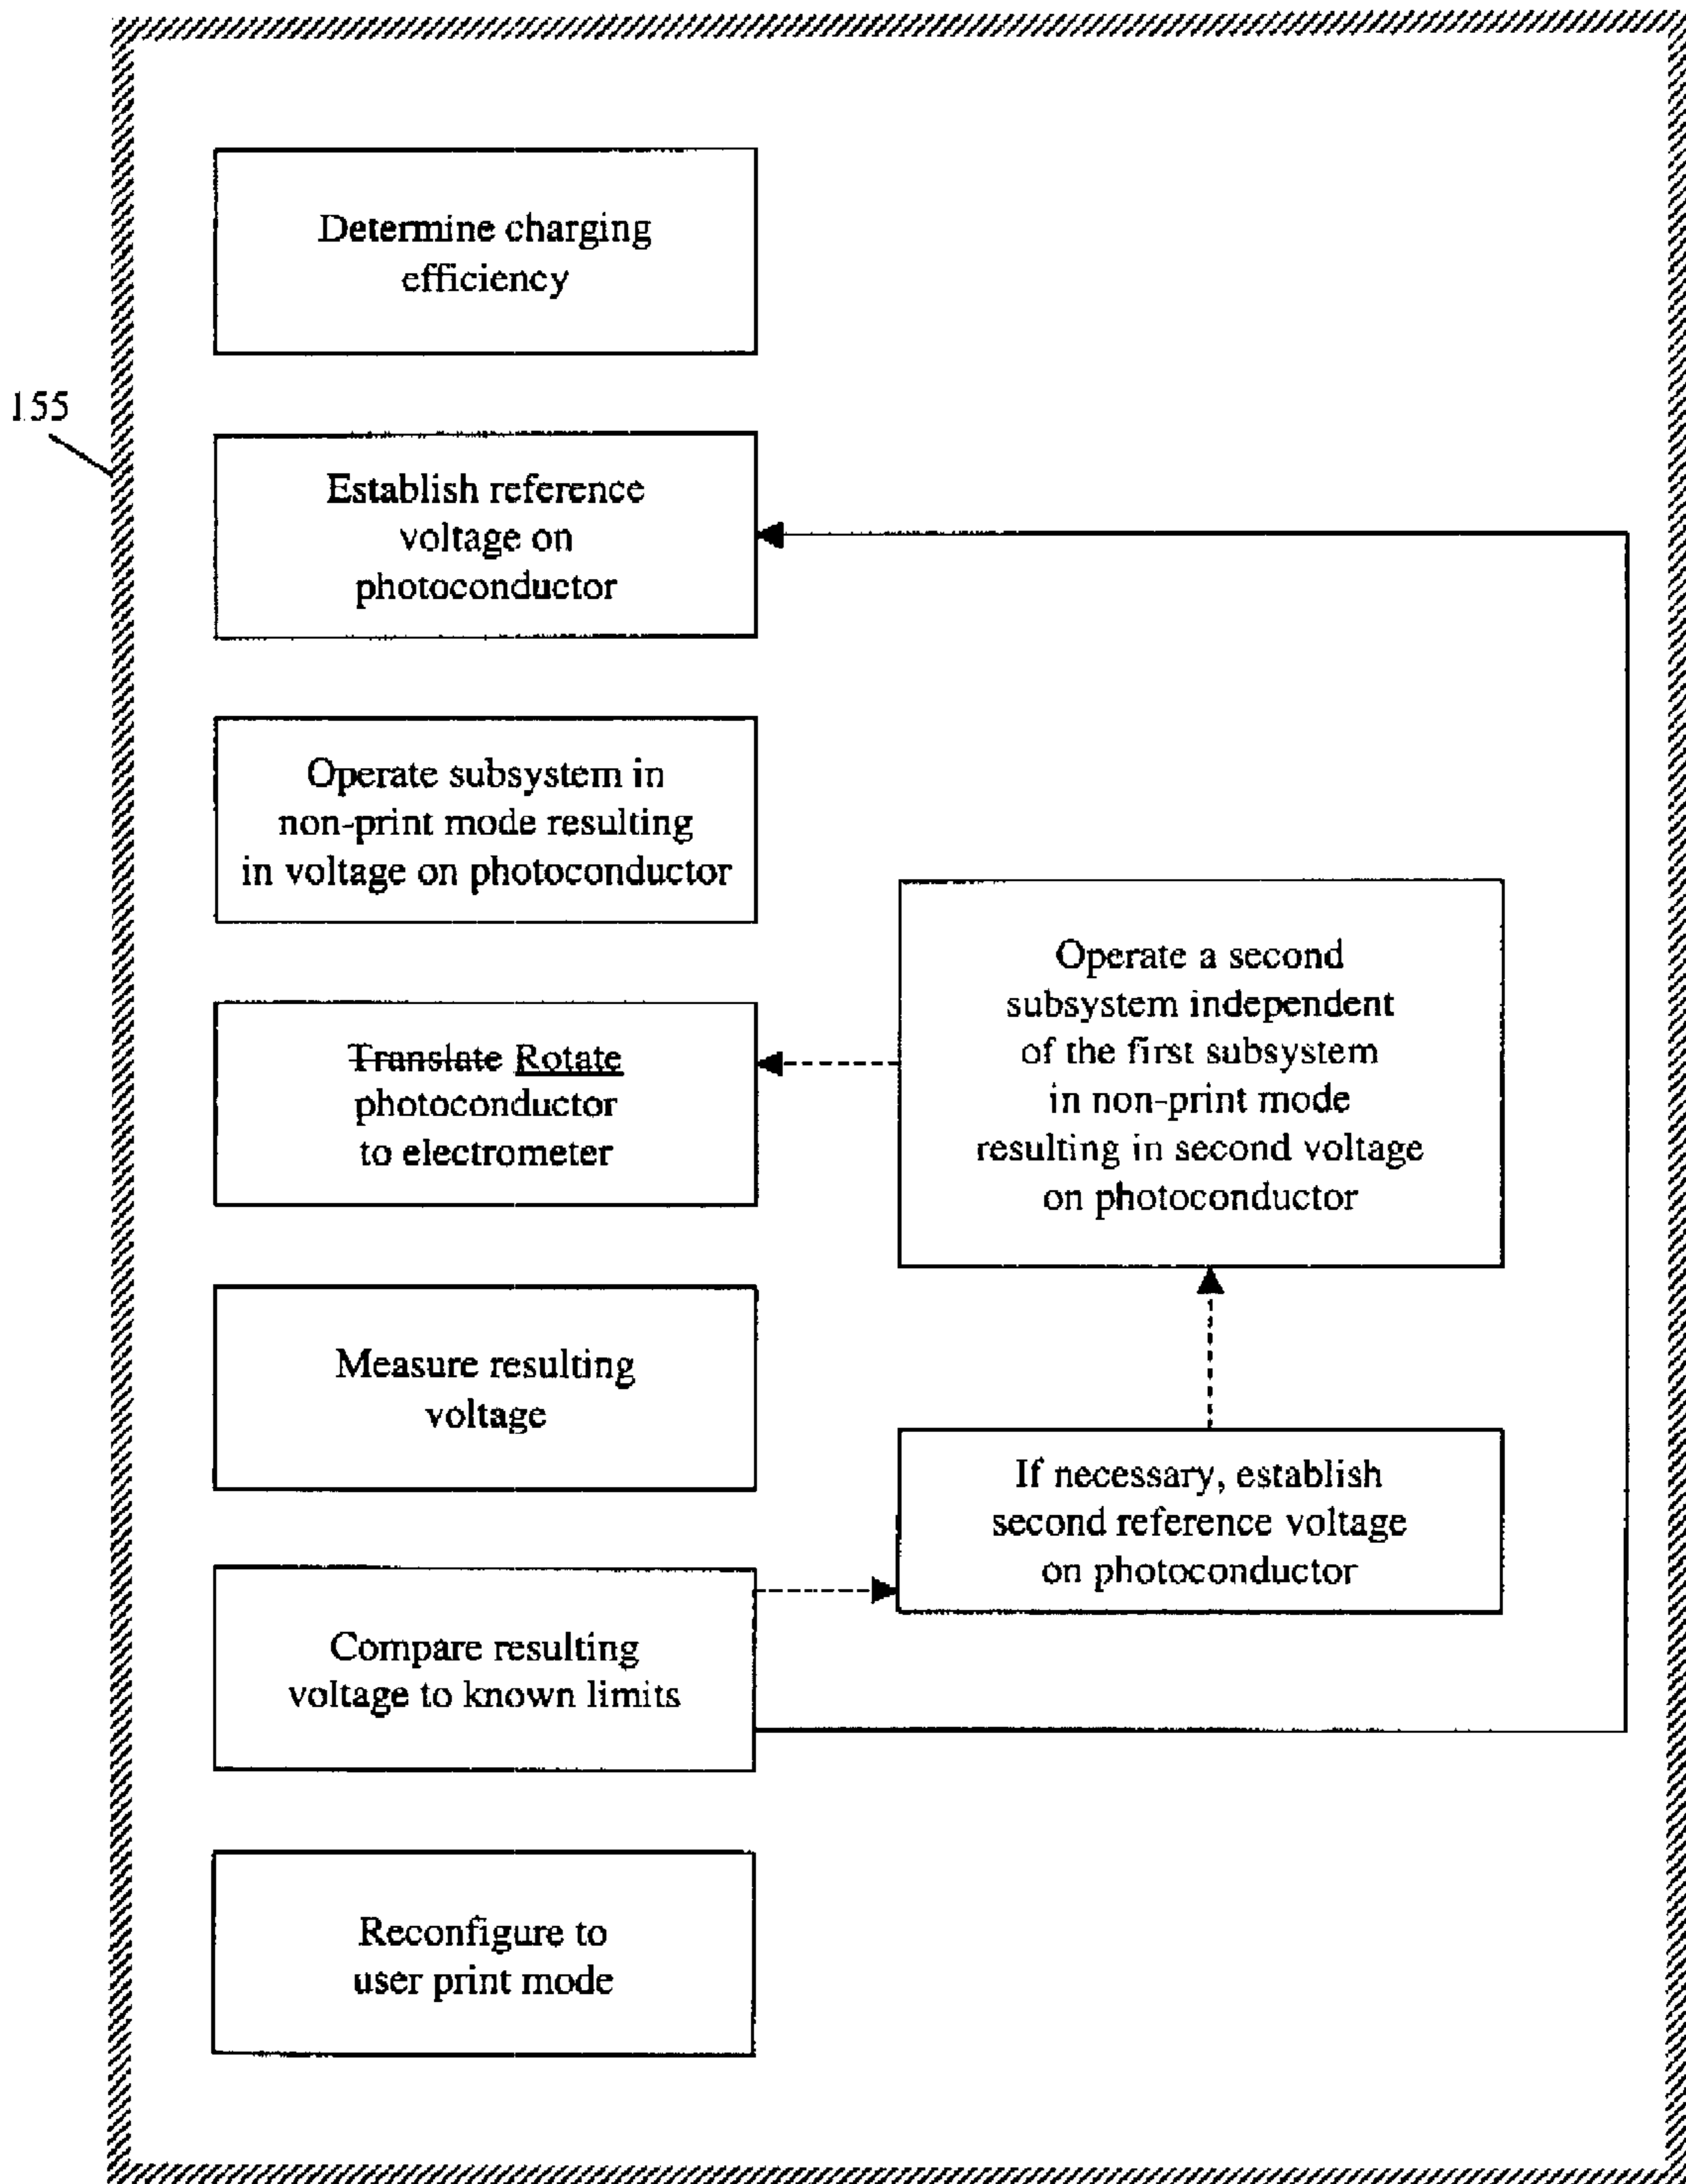 Determine charging
efficiency
155
Establish reference
voltage on
photoconductor
Operate subsystem in
non-print mode resulting
in voltage on photoconductor
Translate Rotate
photoconductor
to electrometer
Operate a second
subsystem independent
of the first subsystem
in non-print mode
resulting in second voltage
on photoconductor
Measure resulting
voltage
If necessary, establish
second reference voltage
on photoconductor
Compare resulting
voltage to known limits
Reconfigure to
user print mode